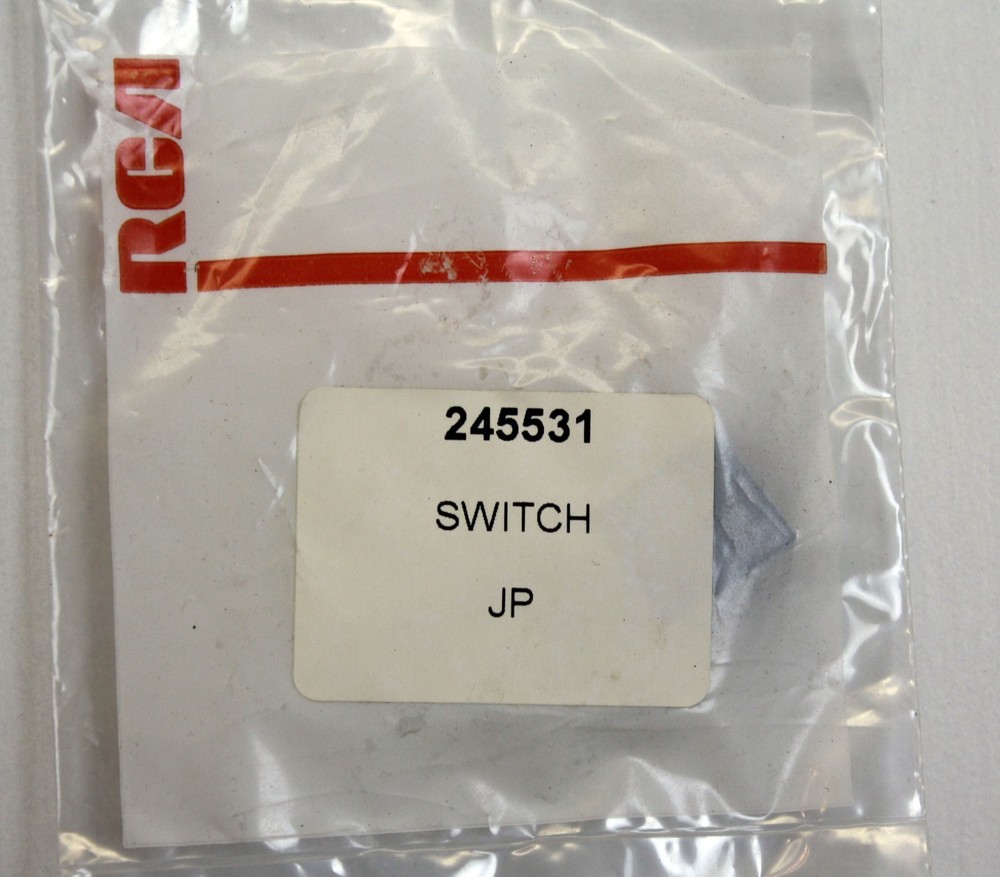 RCA
245531
SWITCH
JP